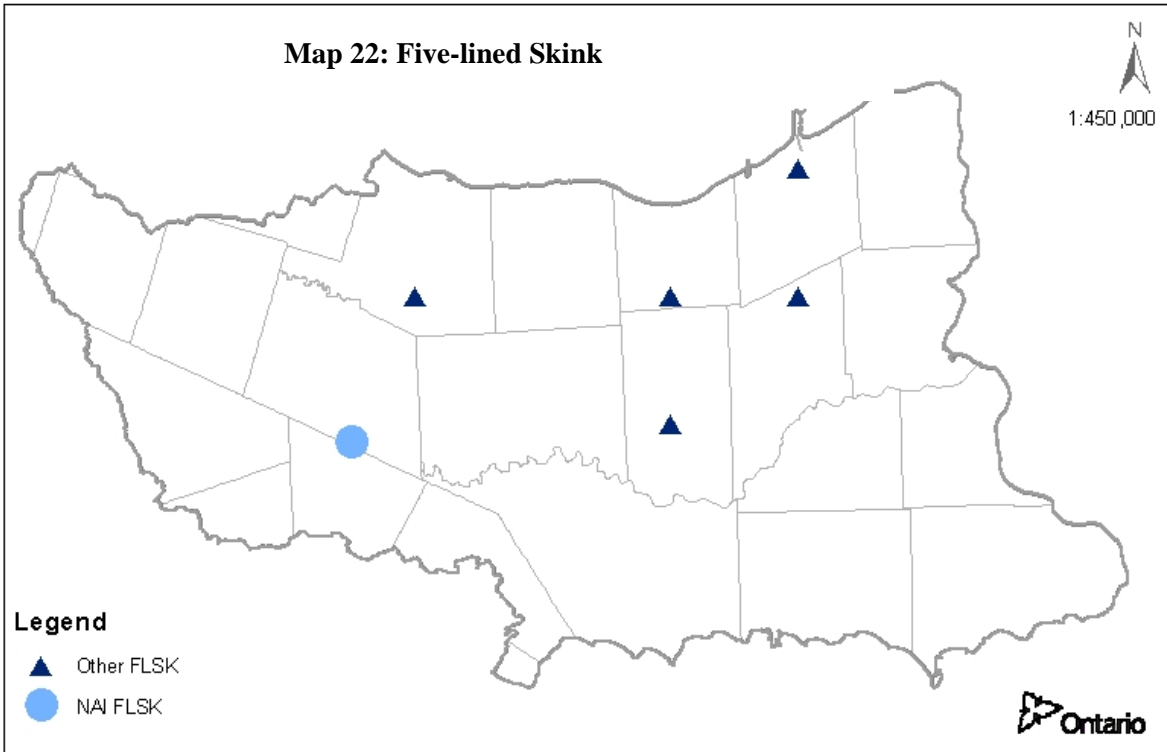 Map 22: Five-lined Skink
N
1:450,000
Legend
Other FLSK
NAI FLSK
Ontario